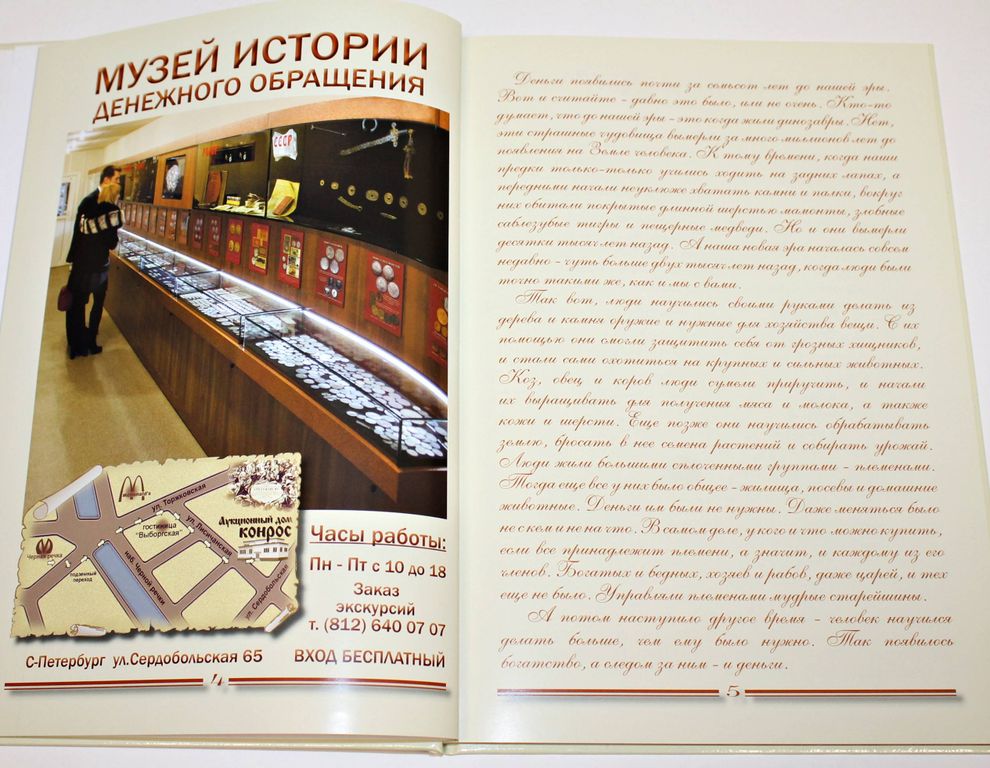 МУЗЕЙ ИСТОРИИ
ДЕНЕЖНОГО ОБРАЩЕНИЯ
СССР
McDonald's
ул. Торжковская
гостиница
"Выборгская"
ул. Лисичанская
Аукционный дом
КОНРОС
Черная речка
подземный
переход
наб. Черной речки
ул. Сердобольская
Часы работы:
Пн - Пт с 10 до 18
Заказ
экскурсий
т. (812) 640 07 07
С-Петербург ул.Сердобольская 65
ВХОД БЕСПЛАТНЫЙ
4
Деньги появились почти за семьсот лет до нашей эры.
Вот и считайте - давно это было, или не очень. Кто-то
думает, что до нашей эры - это когда жили динозавры. Нет,
эти страшные чудовища вымерли за много миллионов лет до
появления на Земле человека. К тому времени, когда наши
предки только-только учились ходить на задних лапах, а
передними начали неуклюже хватать камни и палки, вокруг
них обитали покрытые длинной шерстью мамонты, злобные
саблезубые тигры и пещерные медведи. Но и они вымерли
десятки тысяч лет назад. А наша новая эра началась совсем
недавно - чуть больше двух тысяч лет назад, когда люди были
точно такими же, как и мы с вами.
Так вот, люди научились своими руками делать из
дерева и камня оружие и нужные для хозяйства вещи. С их
помощью они смогли защитить себя от грозных хищников,
и стали сами охотиться на крупных и сильных животных.
Коз, овец и коров люди сумели приручить, и начали
их выращивать для получения мяса и молока, а также
кожи и шерсти. Еще позже они научились обрабатывать
землю, бросать в нее семена растений и собирать урожай.
Люди жили большими сплоченными группами - племенами.
Тогда еще все у них было общее - жилища, посевы и домашние
животные. Деньги им были не нужны. Даже меняться было
не с кем и не на что. В самом деле, у кого и что можно купить,
если все принадлежит племени, а значит, и каждому из его
членов. Богатых и бедных, хозяев и рабов, даже царей, и тех
еще не было. Управляли племенами мудрые старейшины.
А потом наступило другое время - человек научился
делать больше, чем ему было нужно. Так появилось
богатство, а следом за ним - и деньги.
5